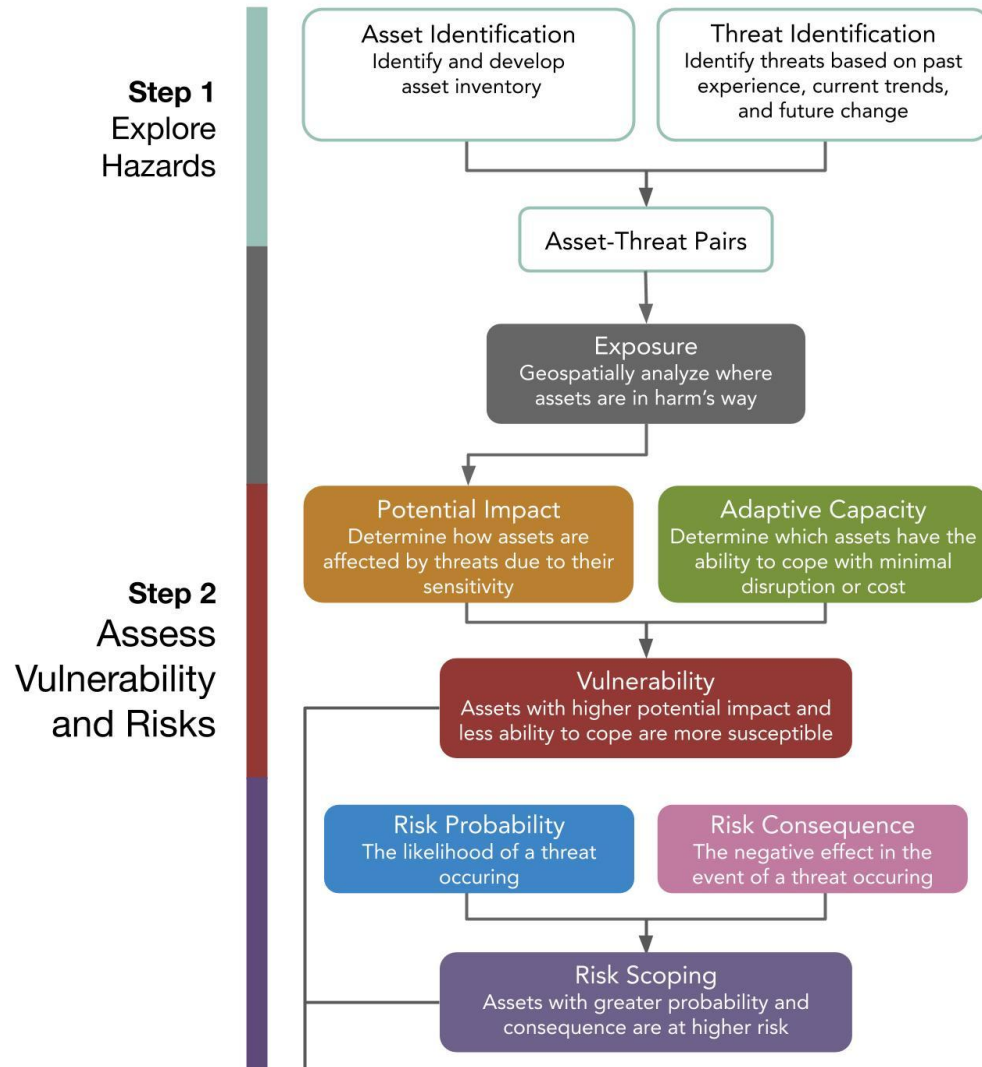 Step 1
Explore
Hazards
Asset Identification
Identify and develop
asset inventory
Threat Identification
Identify threats based on past
experience, current trends,
and future change
Asset-Threat Pairs
Exposure
Geospatially analyze where
assets are in harm's way
Step 2
Assess
Vulnerability
and Risks
Potential Impact
Determine how assets are
affected by threats due to their
sensitivity
Adaptive Capacity
Determine which assets have the
ability to cope with minimal
disruption or cost
Vulnerability
Assets with higher potential impact and
less ability to cope are more susceptible
Risk Probability
The likelihood of a threat
occuring
Risk Consequence
The negative effect in the
event of a threat occuring
Risk Scoping
Assets with greater probability and
consequence are at higher risk